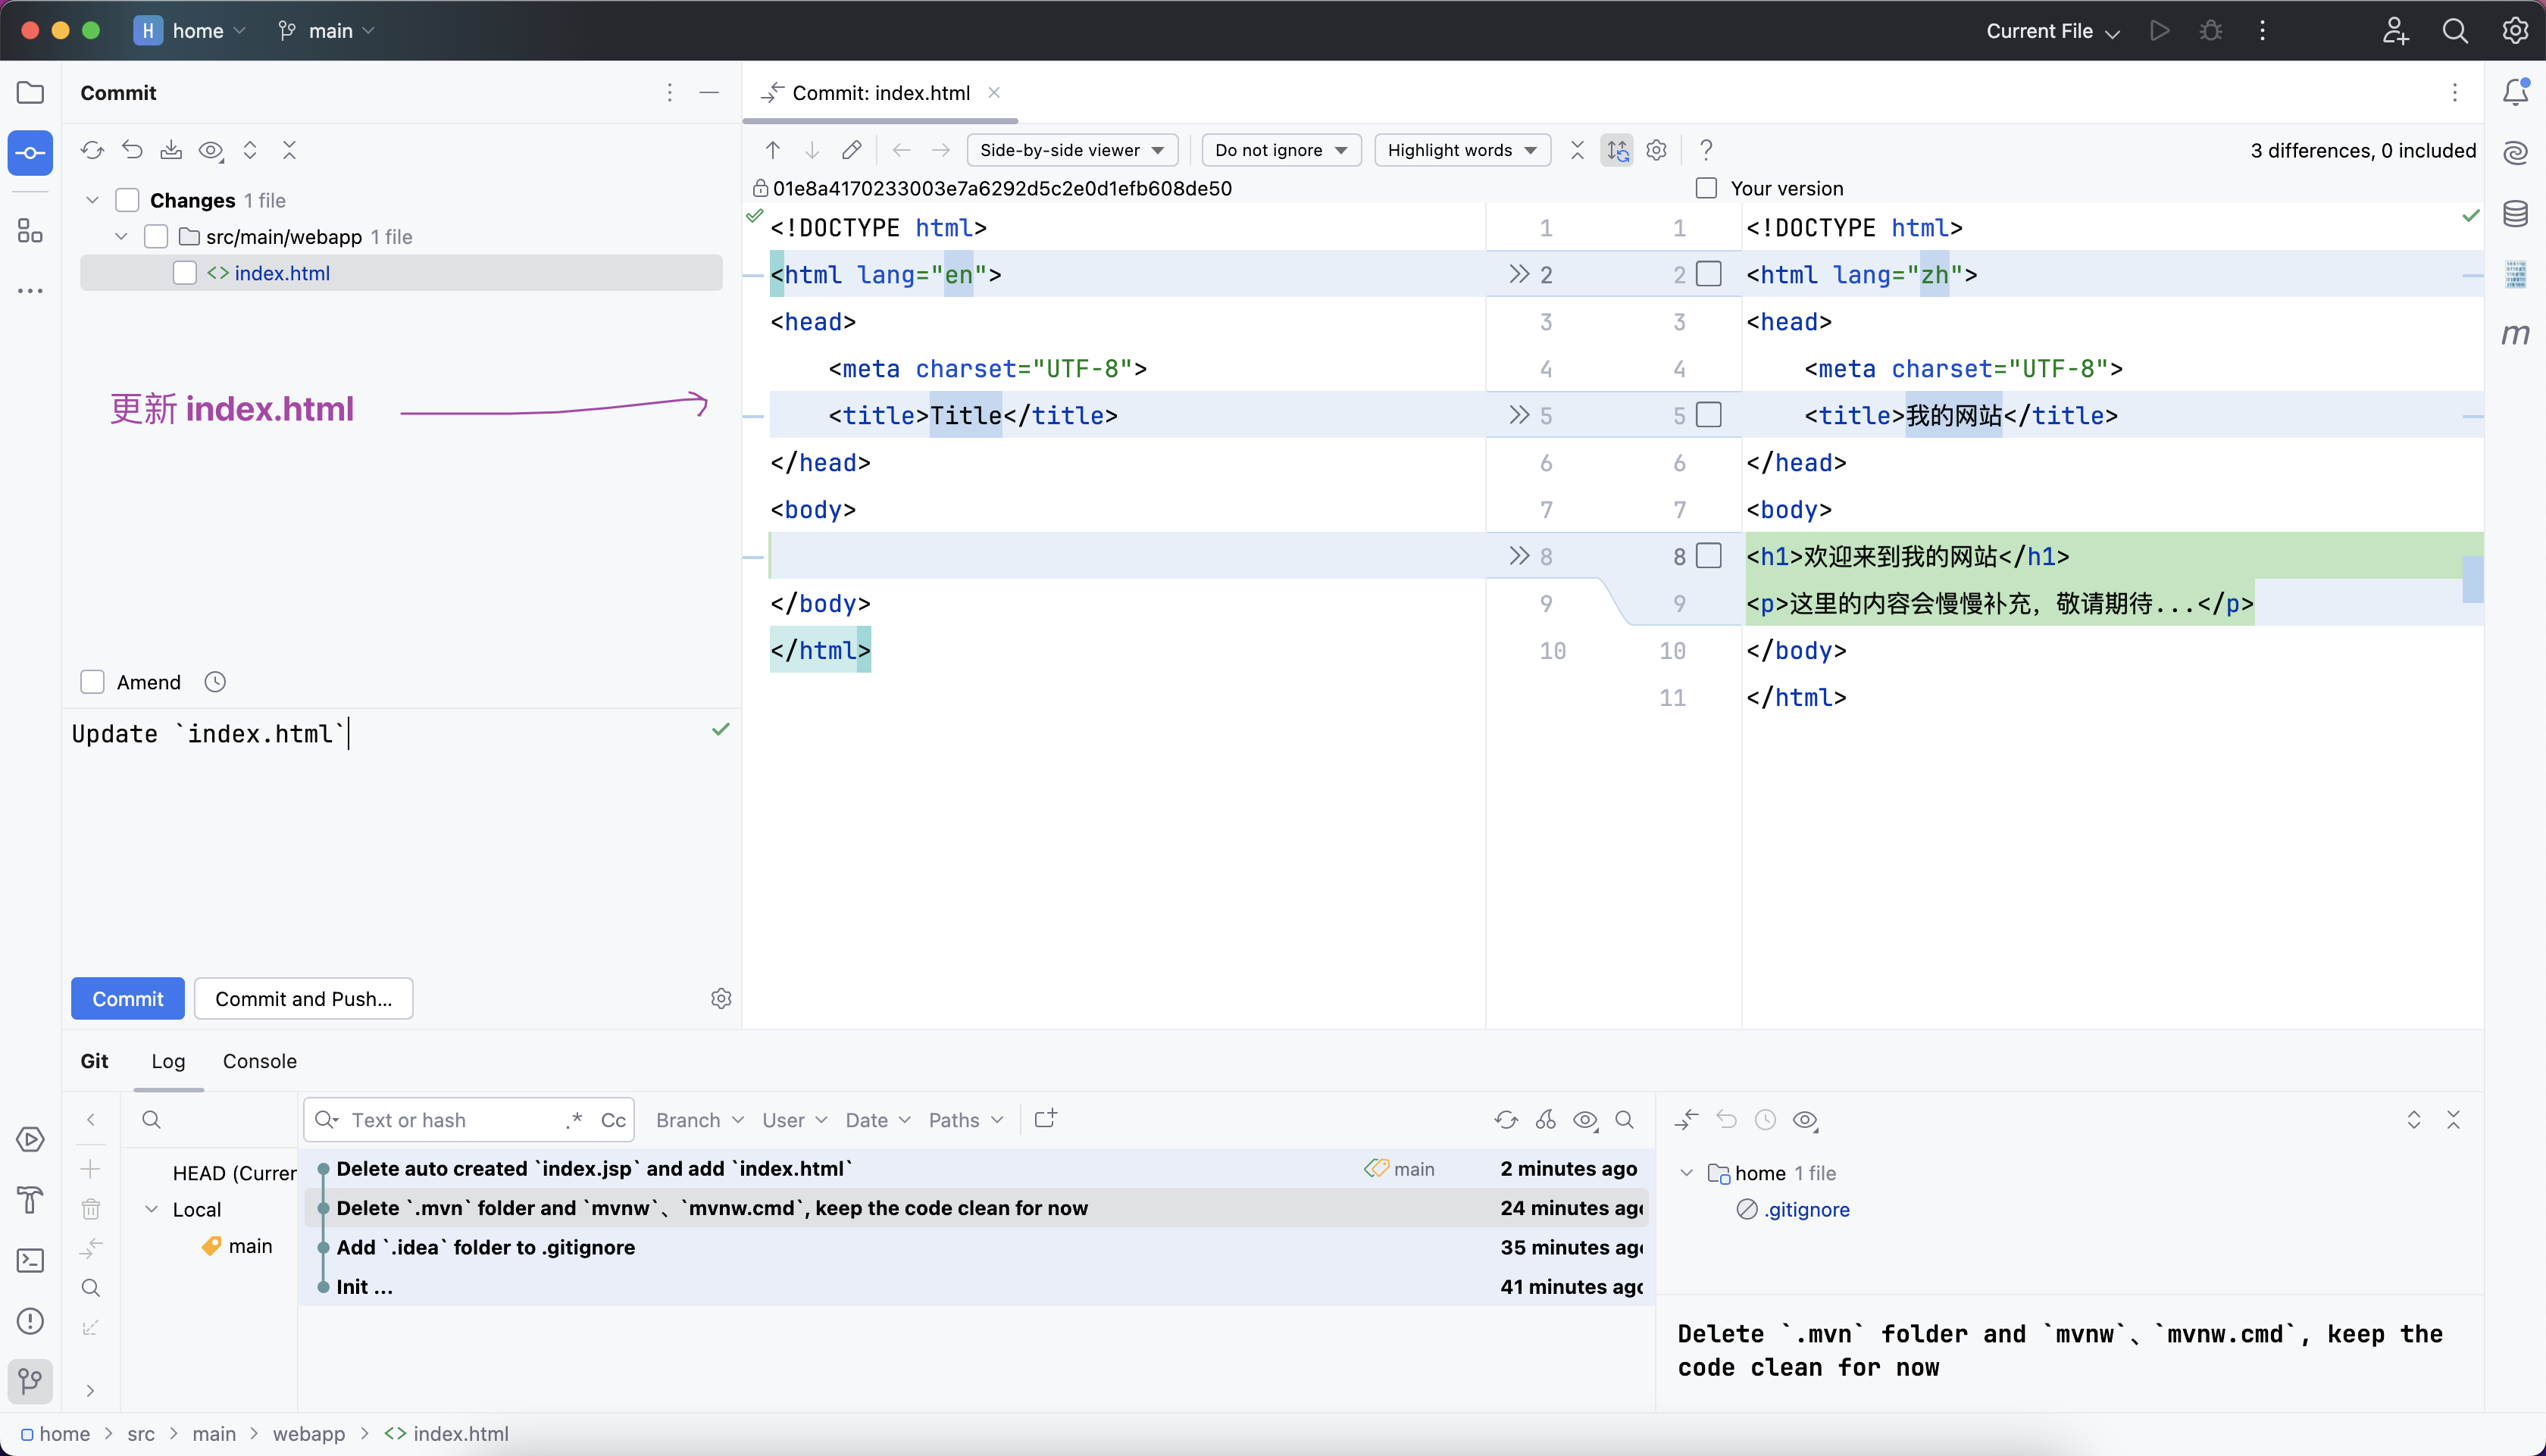 H home main Current File
Commit
Commit: index.html
Side-by-side viewer Do not ignore Highlight words ? 3 differences, 0 included
01e8a4170233003e7a6292d5c2e0d1efb608de50 Your version
Changes 1 file
src/main/webapp 1 file
<> index.html
更新 index.html
Amend
Update `index.html`
Commit Commit and Push...
<!DOCTYPE html> 1
<html lang="en"> 2
<head> 3
<meta charset="UTF-8"> 4
<title>Title</title> 5
</head> 6
<body> 7
8
</body> 9
</html> 10
1 <!DOCTYPE html>
2 <html lang="zh">
3 <head>
4 <meta charset="UTF-8">
5 <title>我的网站</title>
6 </head>
7 <body>
8 <h1>欢迎来到我的网站</h1>
9 <p>这里的内容会慢慢补充，敬请期待...</p>
10 </body>
11 </html>
m
Git Log Console
Text or hash .* Cc Branch User Date Paths
HEAD (Curren
Local
main
Delete auto created `index.jsp` and add `index.html` main 2 minutes ago
Delete `.mvn` folder and `mvnw`、`mvnw.cmd`, keep the code clean for now 24 minutes ago
Add `.idea` folder to .gitignore 35 minutes ago
Init ... 41 minutes ago
home 1 file
.gitignore
Delete `.mvn` folder and `mvnw`、`mvnw.cmd`, keep the
code clean for now
home > src > main > webapp > <> index.html